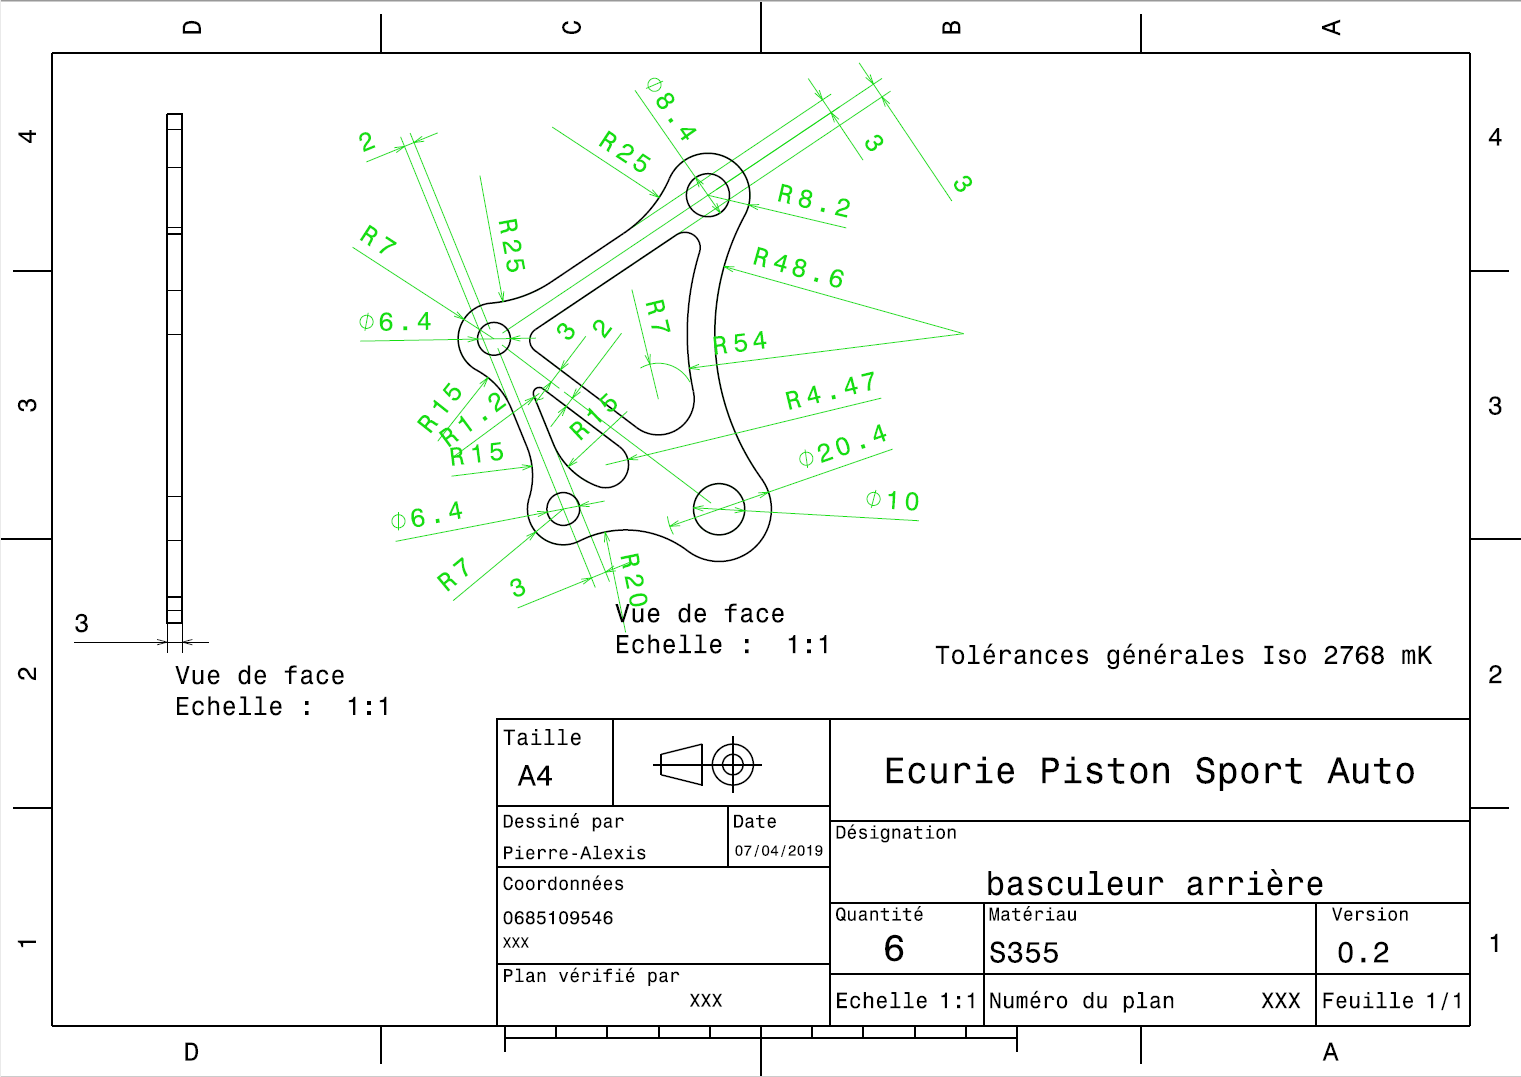 D C B A
4
4
3
3
2
2
1
1
D
A
2
R25
⌀8.4
3
3
R8.2
R7
R25
R48.6
⌀6.4
3
2
R7
R54
R15
R1.2
R15
R4.47
R15
⌀20.4
⌀6.4
⌀10
R7
3
R20
3
Vue de face
Echelle : 1:1
Vue de face
Echelle : 1:1
Tolérances générales Iso 2768 mK
Taille
A4
Ecurie Piston Sport Auto
Dessiné par
Pierre-Alexis
Date
07/04/2019
Désignation
basculeur arrière
Coordonnées
0685109546
XXX
Quantité
6
Matériau
S355
Version
0.2
Plan vérifié par
XXX
Echelle 1:1
Numéro du plan XXX
Feuille 1/1